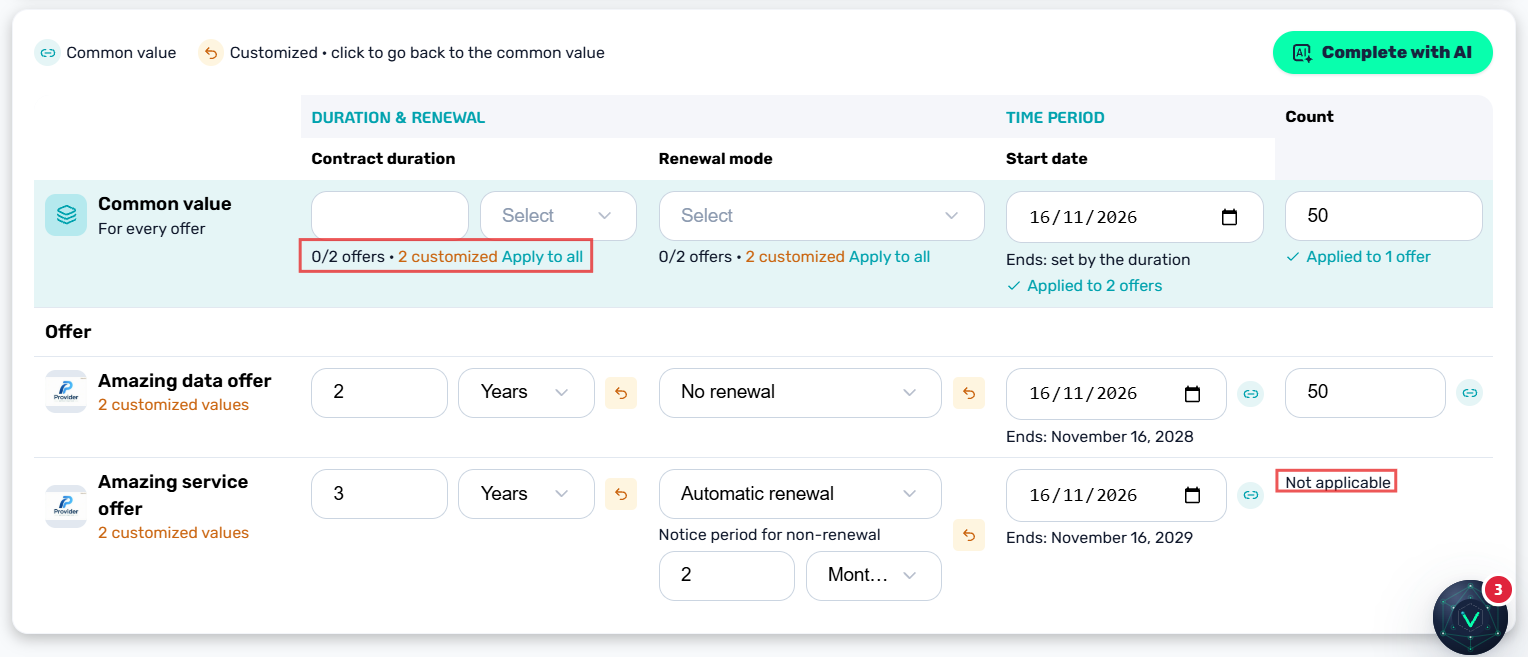 Common value
Customized • click to go back to the common value
Complete with AI
DURATION & RENEWAL
TIME PERIOD
Count
Contract duration
Renewal mode
Start date
Common value
For every offer
Select
Select
16/11/2026
50
0/2 offers • 2 customized Apply to all
0/2 offers • 2 customized Apply to all
Ends: set by the duration
Applied to 2 offers
Applied to 1 offer
Offer
Provider
Amazing data offer
2 customized values
2
Years
No renewal
16/11/2026
Ends: November 16, 2028
50
Provider
Amazing service
offer
2 customized values
3
Years
Automatic renewal
Notice period for non-renewal
2
Mont...
16/11/2026
Ends: November 16, 2029
Not applicable
3